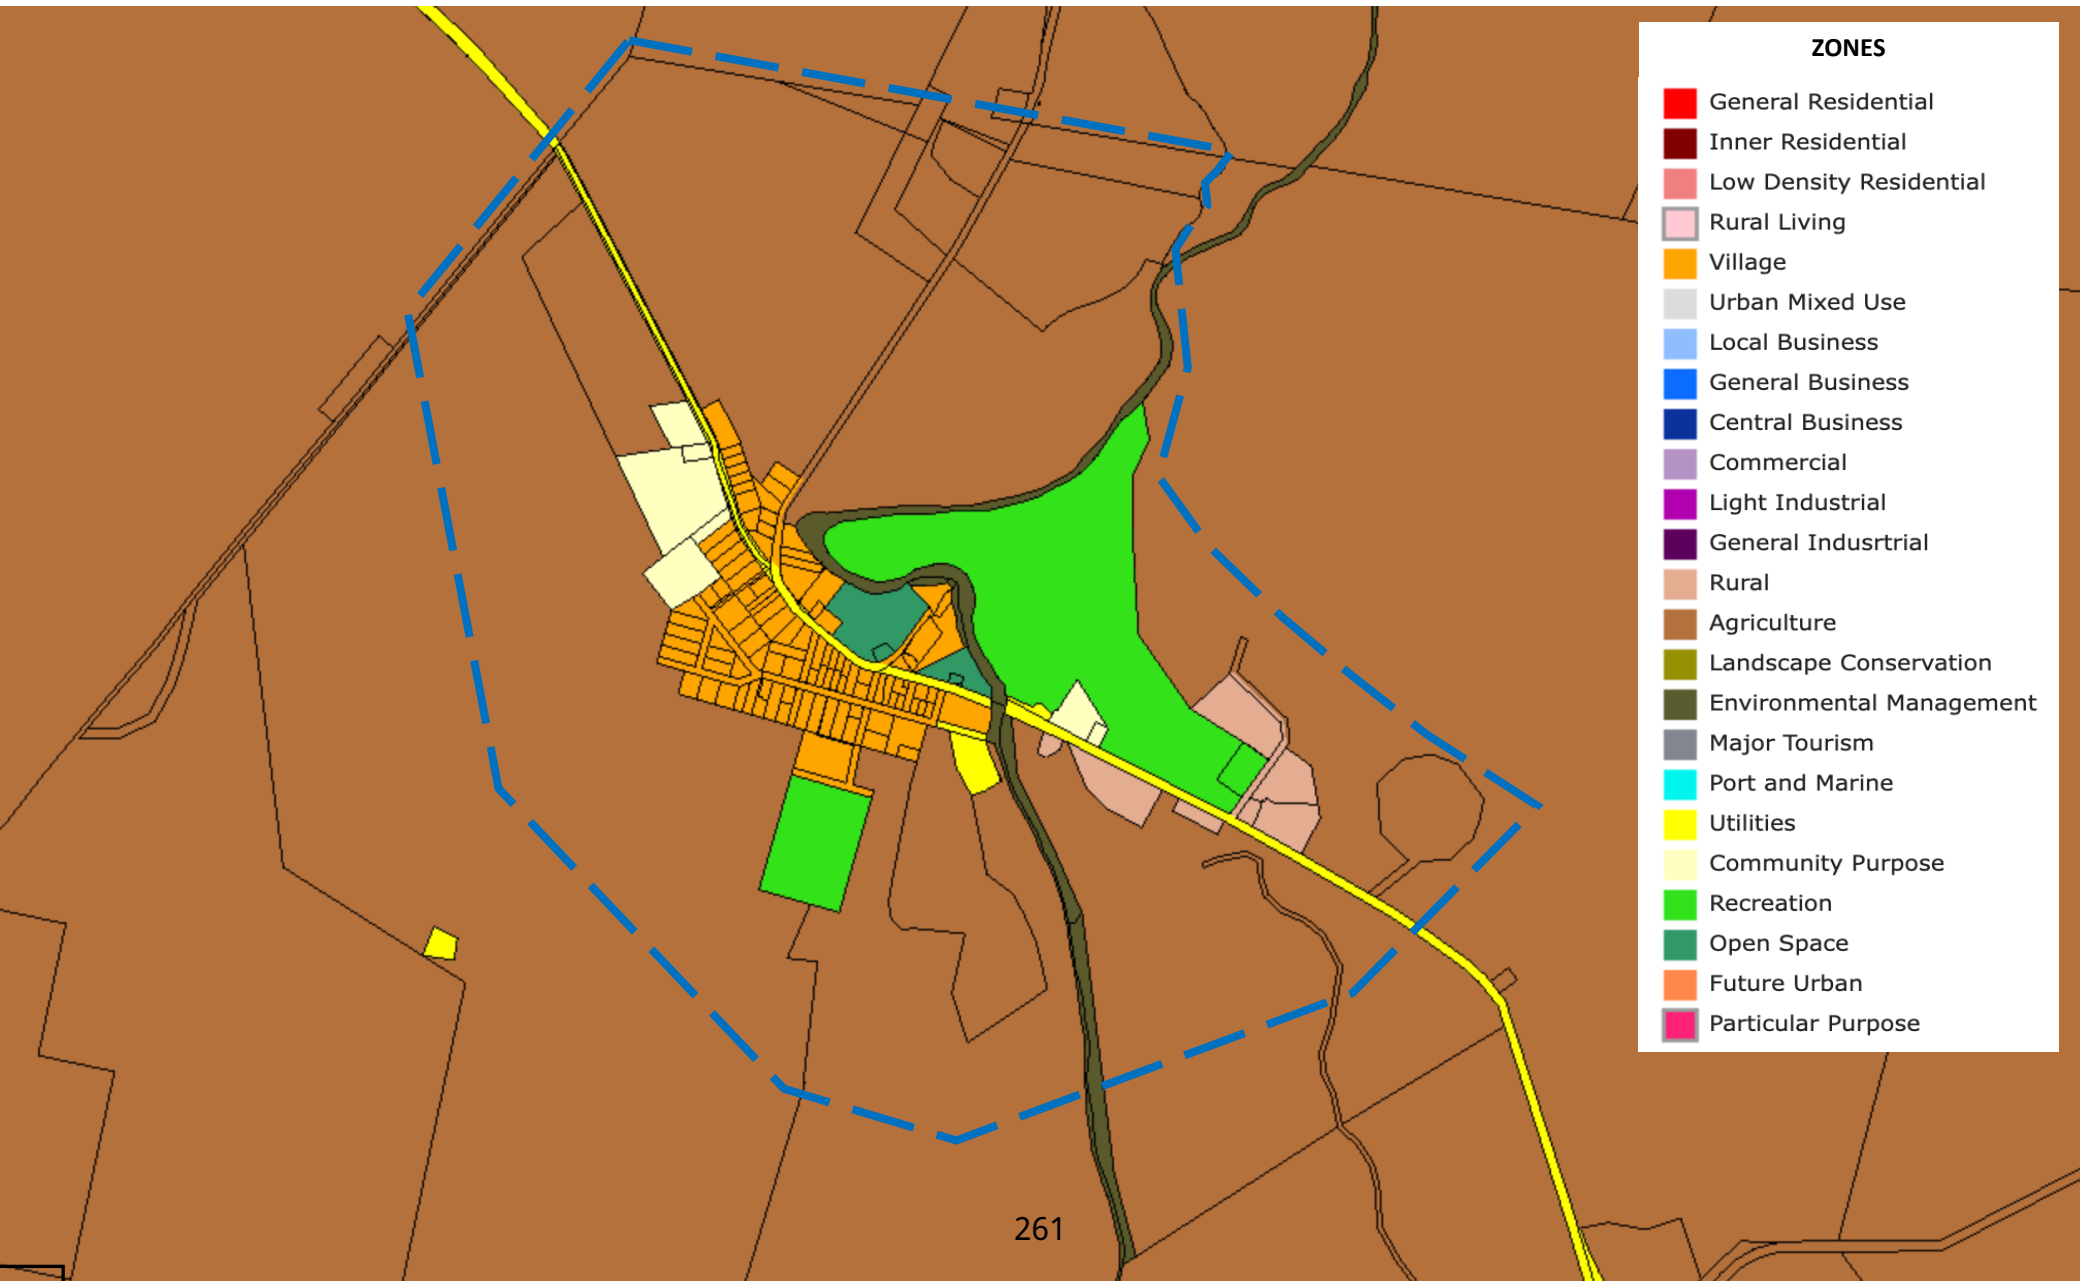 ZONES
General Residential
Inner Residential
Low Density Residential
Rural Living
Village
Urban Mixed Use
Local Business
General Business
Central Business
Commercial
Light Industrial
General Indusrtrial
Rural
Agriculture
Landscape Conservation
Environmental Management
Major Tourism
Port and Marine
Utilities
Community Purpose
Recreation
Open Space
Future Urban
Particular Purpose
261